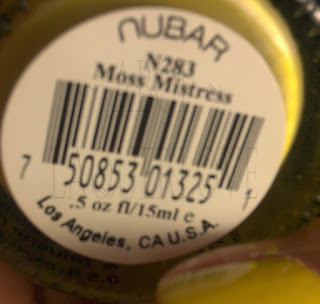 nUBAR
N283
Moss Mistress
7 50853 01325 1
.5 oz fl/15ml e
Los Angeles, CA U.S.A.